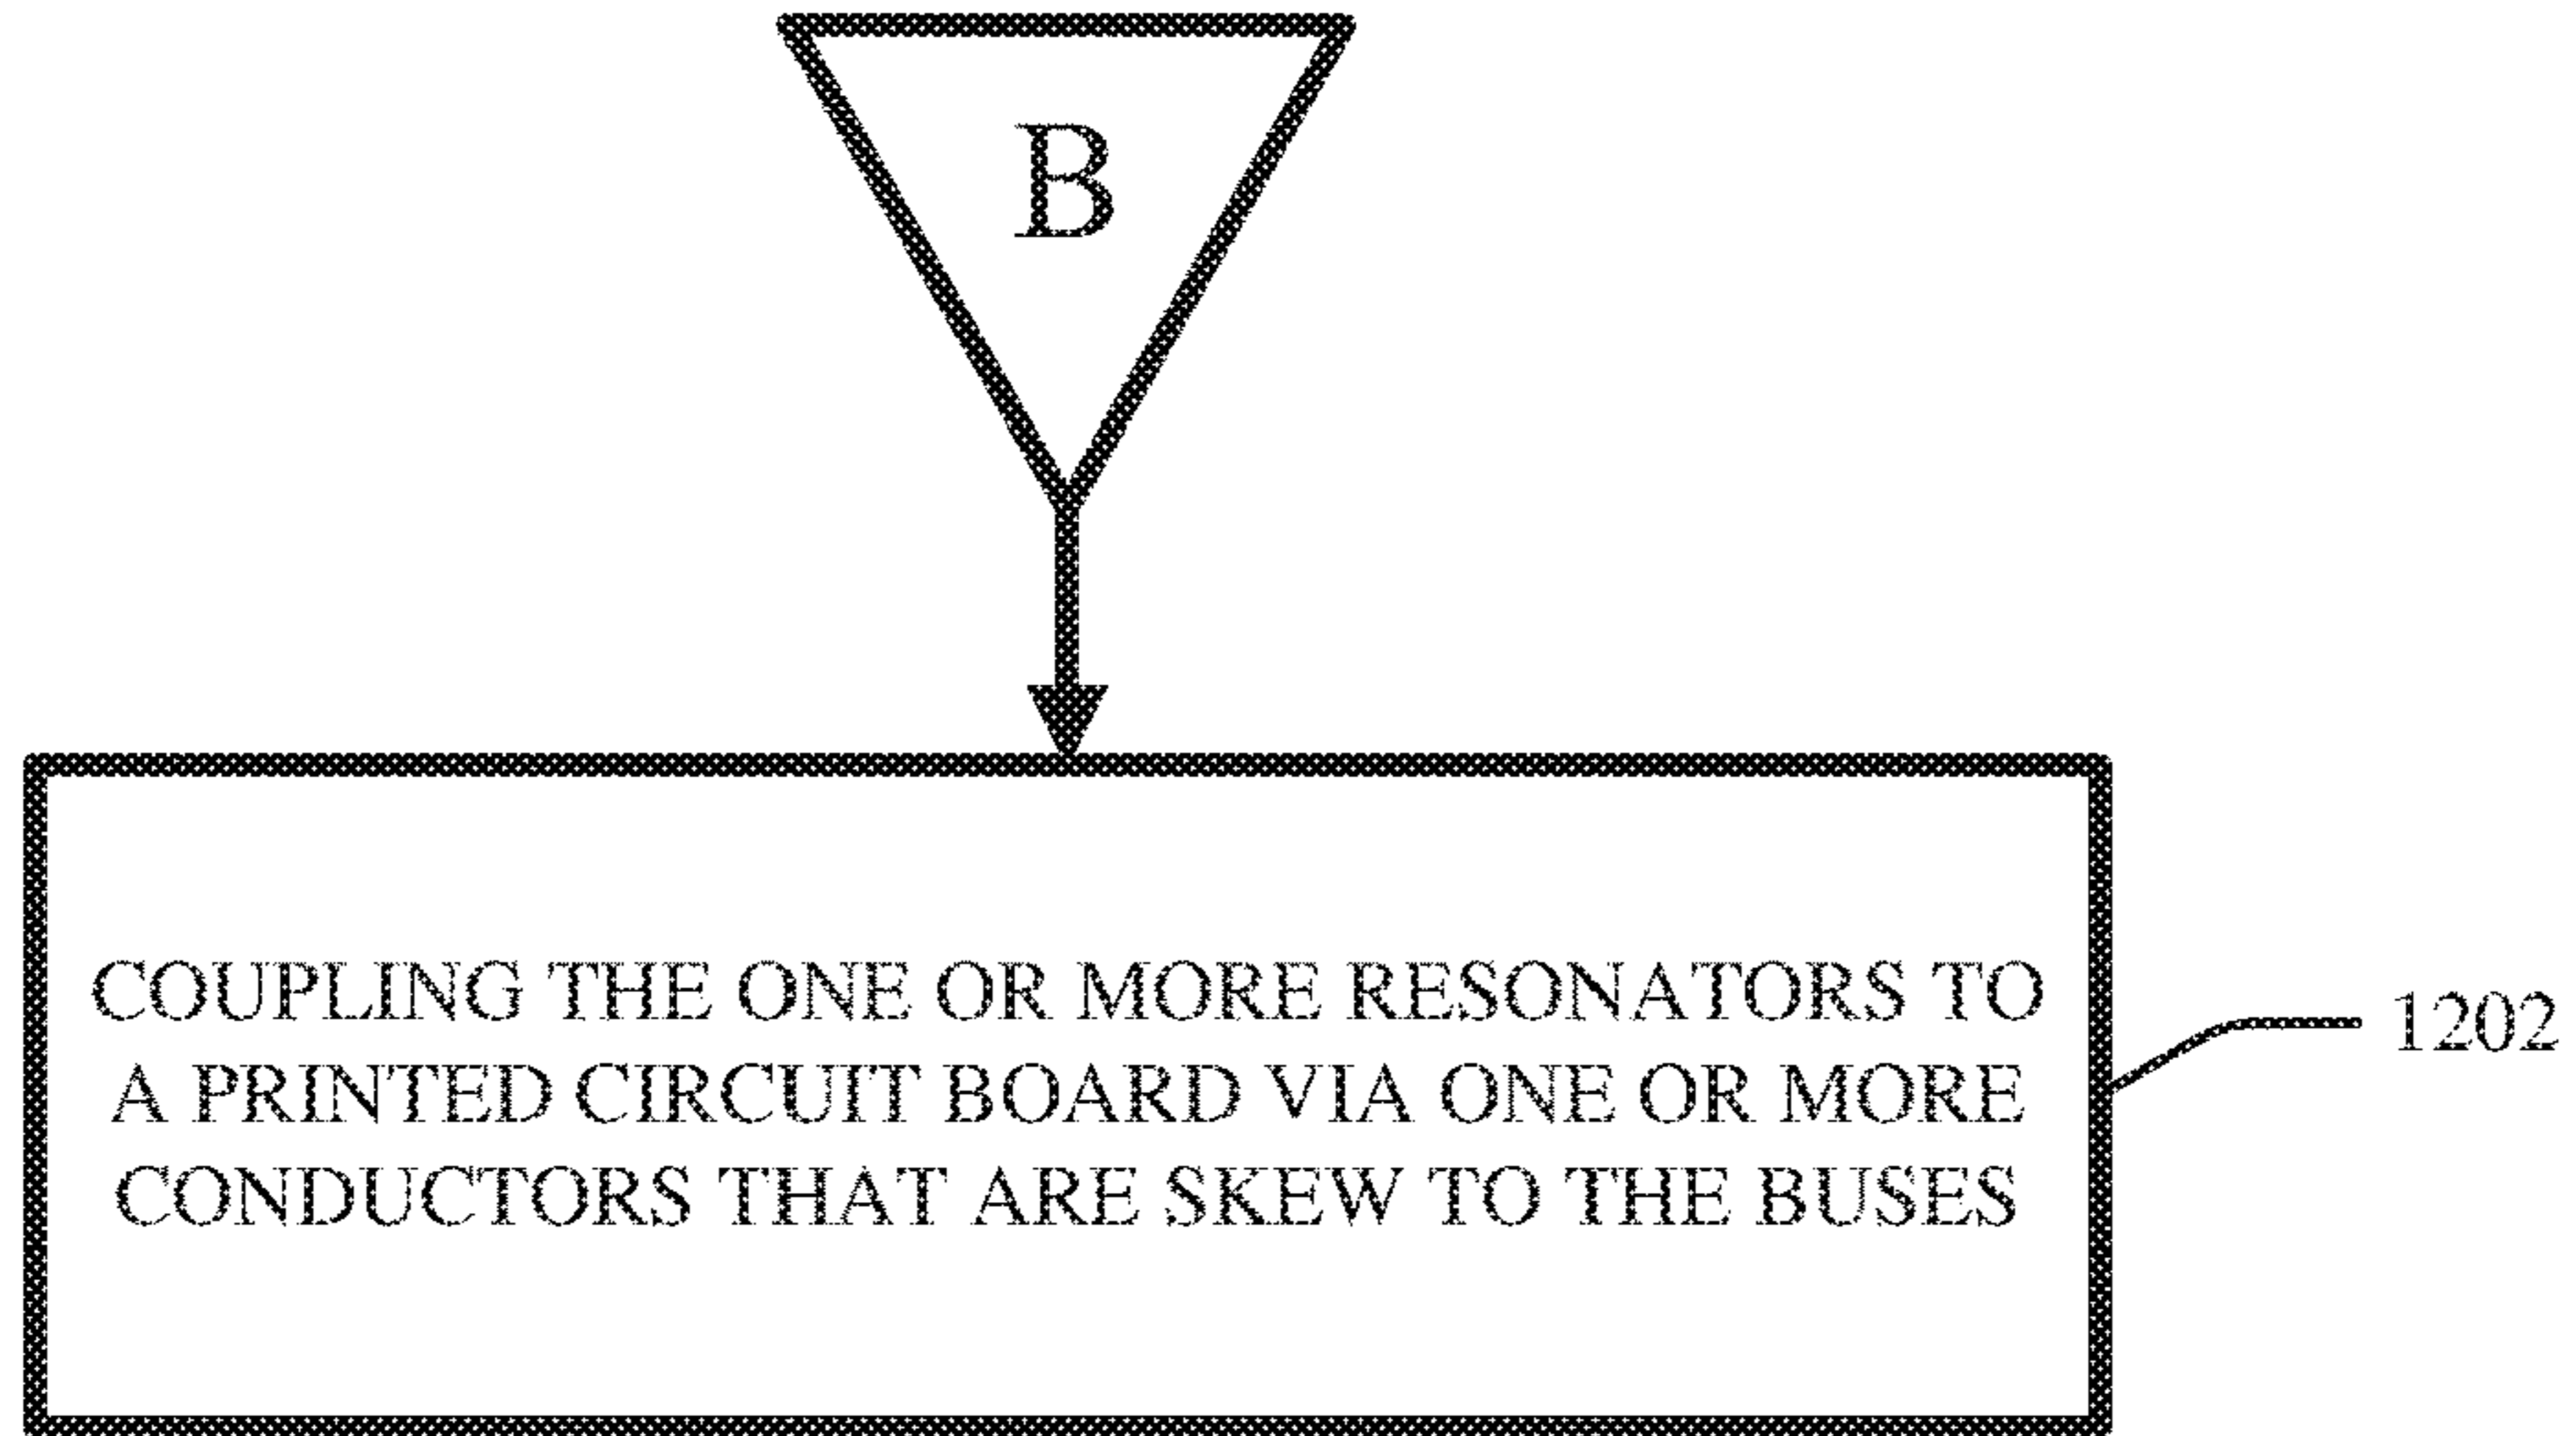 B
COUPLING THE ONE OR MORE RESONATORS TO
A PRINTED CIRCUIT BOARD VIA ONE OR MORE
CONDUCTORS THAT ARE SKEW TO THE BUSES
1202